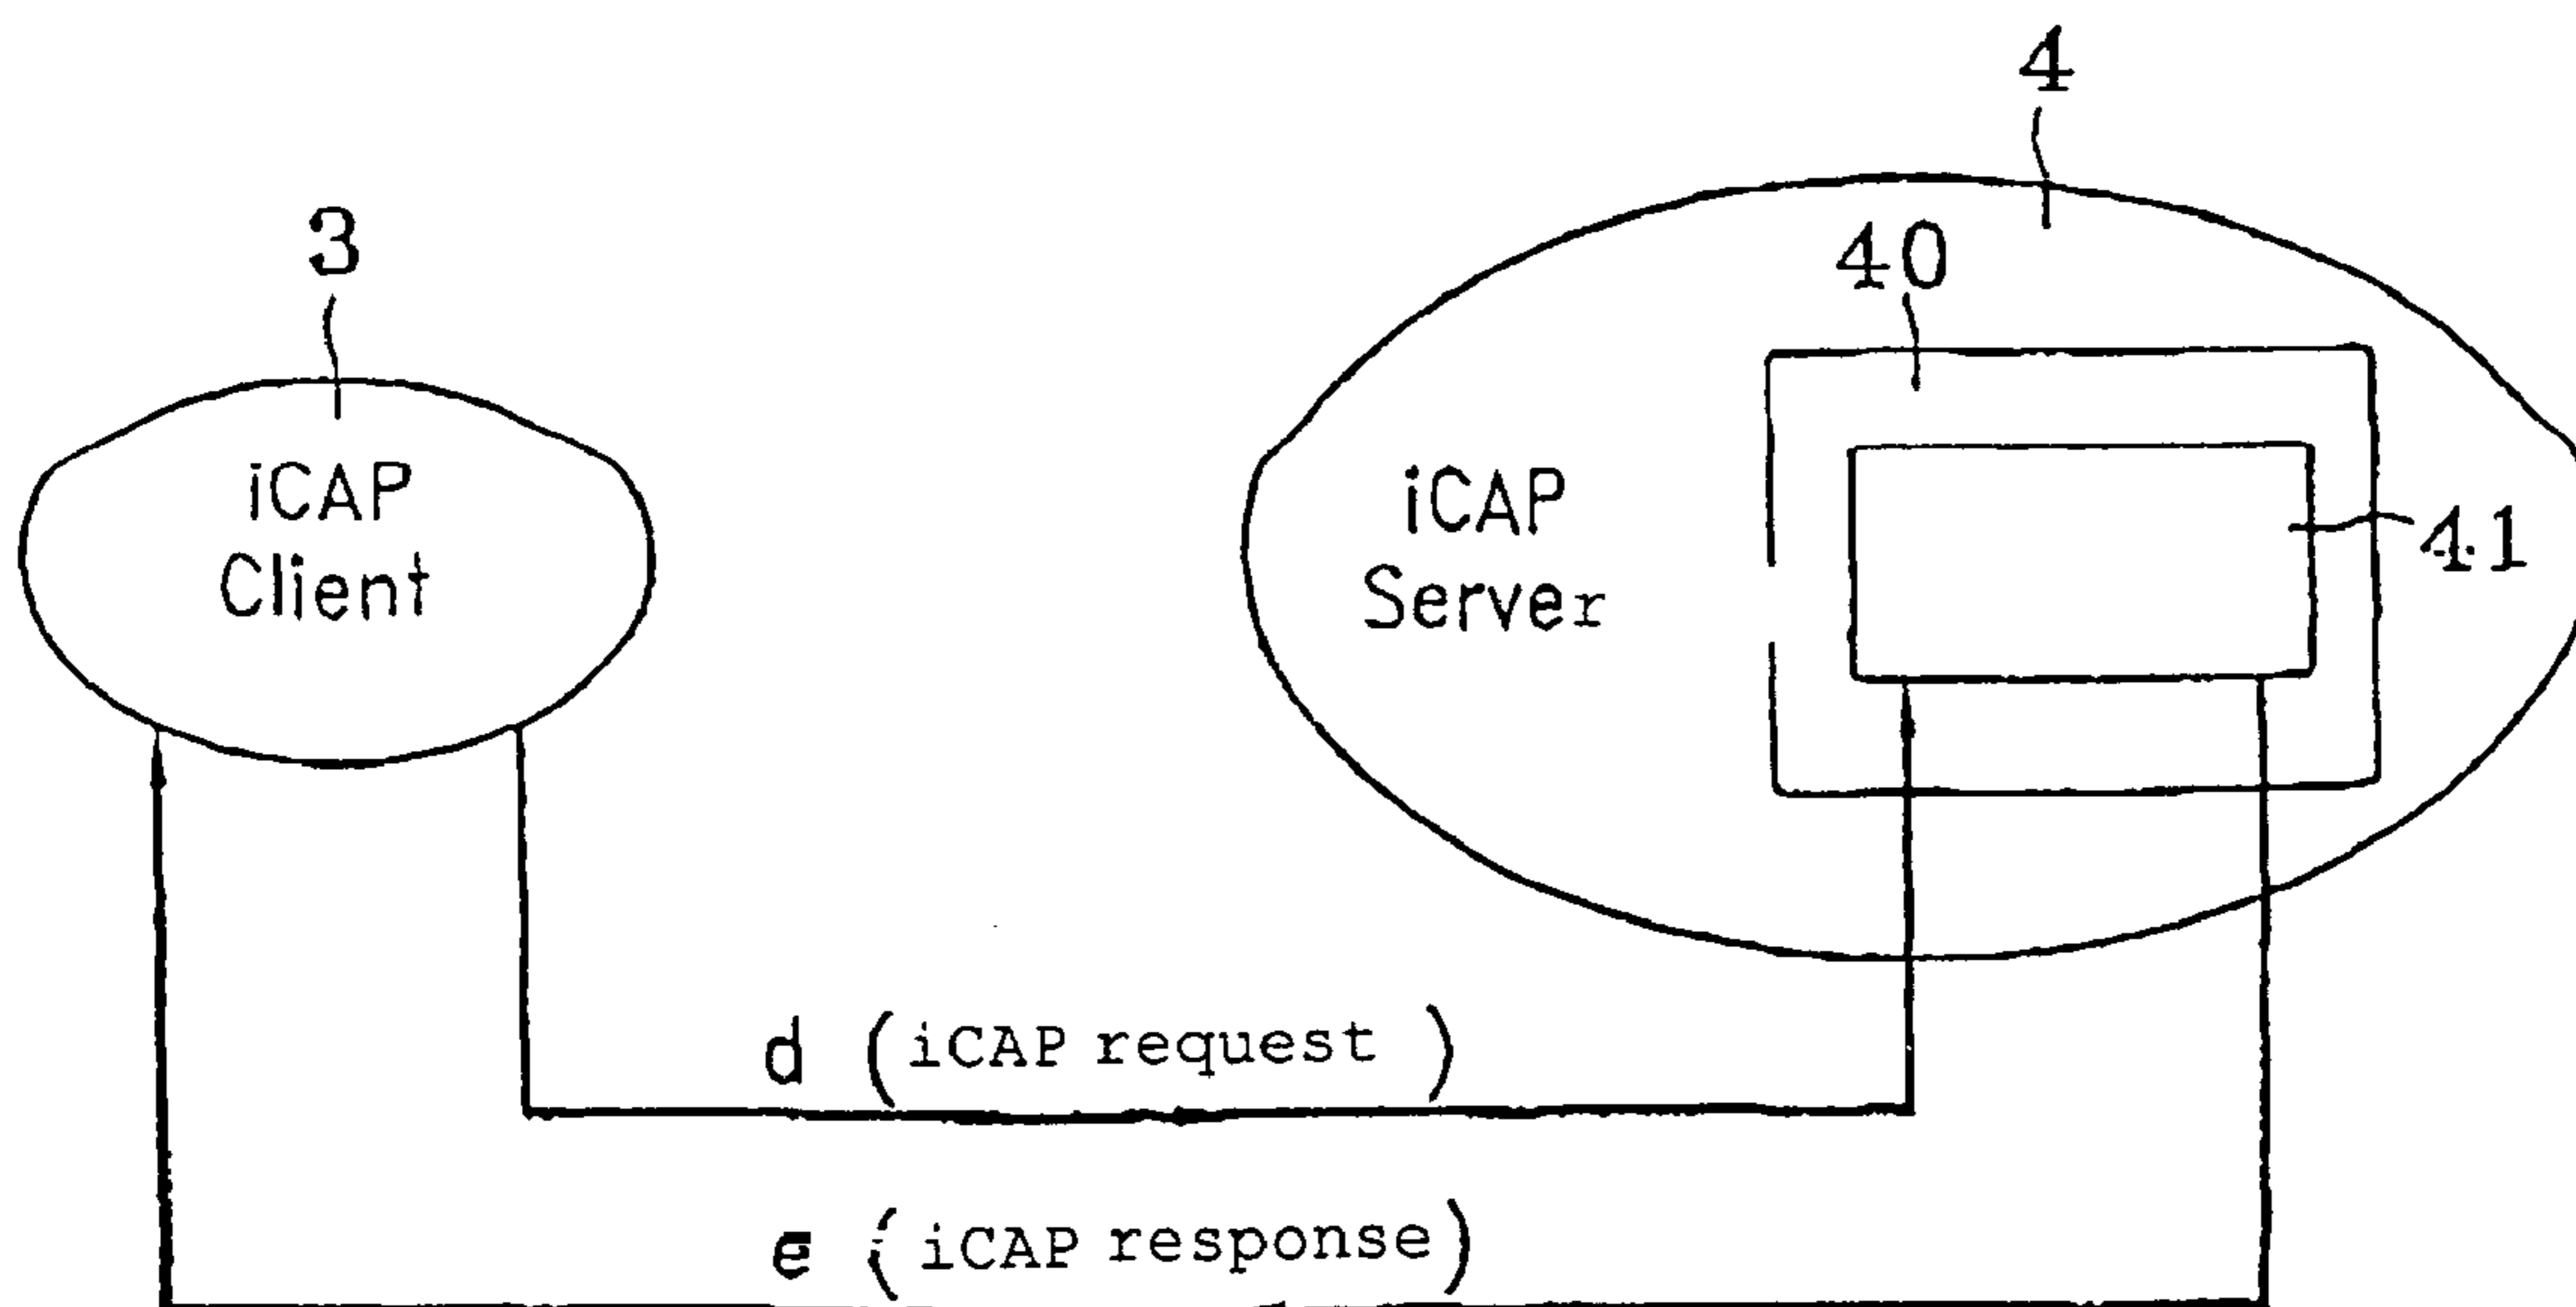 4
3
40
iCAP
Client
iCAP
Server
41
d (iCAP request)
e (iCAP response)